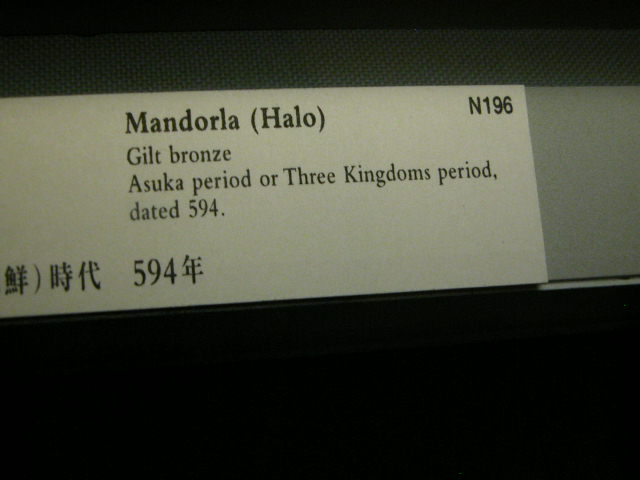 Mandorla (Halo) N196
Gilt bronze
Asuka period or Three Kingdoms period,
dated 594.
鮮)時代 594年